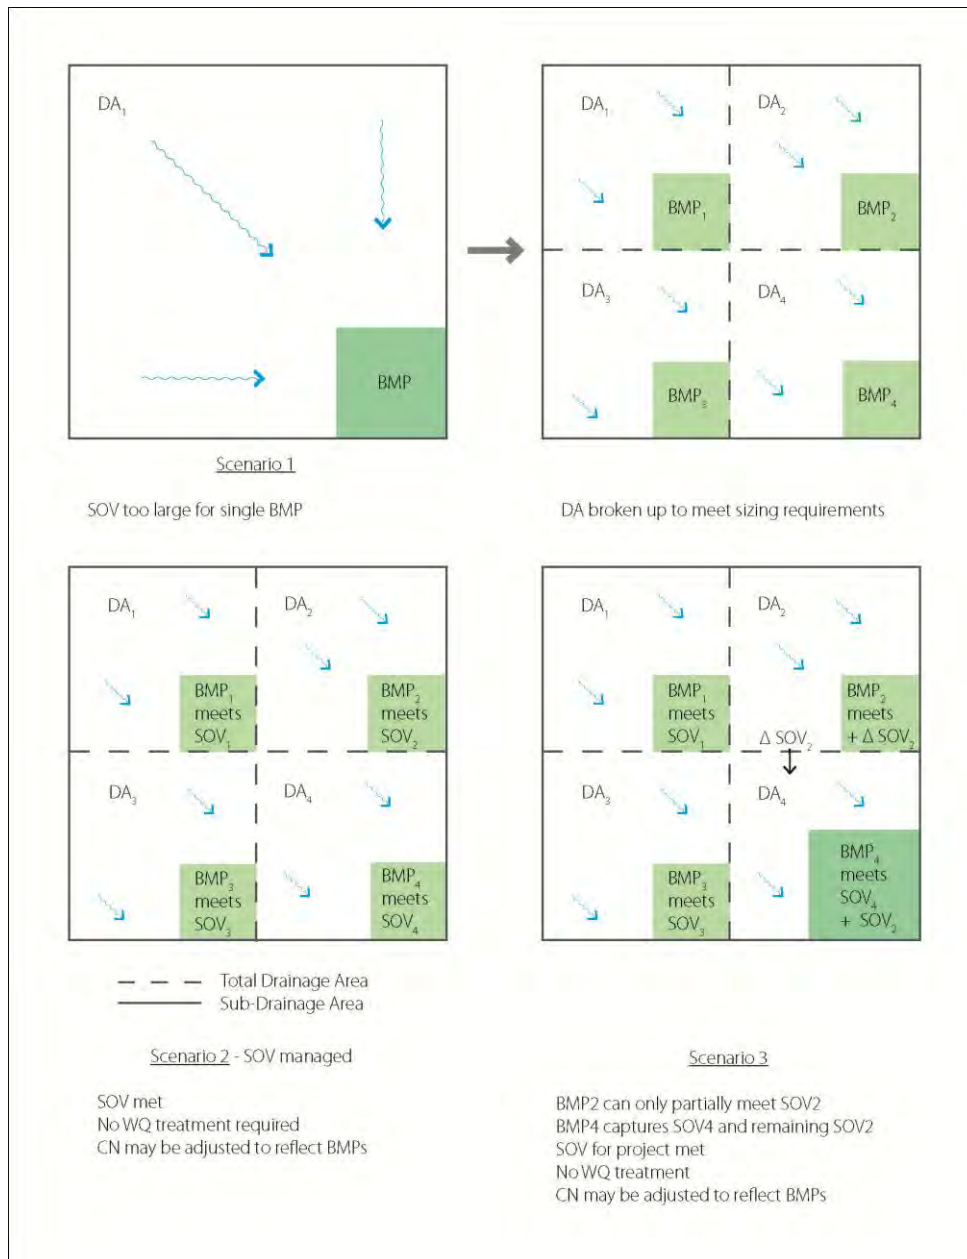 DA₁
BMP
Scenario 1
SOV too large for single BMP
DA₁
DA₂
BMP₁
BMP₂
DA₃
DA₄
BMP₃
BMP₄
DA broken up to meet sizing requirements
DA₁
DA₂
BMP₁
meets
SOV₁
BMP₂
meets
SOV₂
DA₃
DA₄
BMP₃
meets
SOV₃
BMP₄
meets
SOV₄
Total Drainage Area
Sub-Drainage Area
Scenario 2 - SOV managed
SOV met
No WQ treatment required
CN may be adjusted to reflect BMPs
DA₁
DA₂
BMP₁
meets
SOV₁
BMP₂
meets
+ Δ SOV₂
Δ SOV₂
DA₃
DA₄
BMP₃
meets
SOV₃
BMP₄
meets
SOV₄
+ SOV₂
Scenario 3
BMP2 can only partially meet SOV2
BMP4 captures SOV4 and remaining SOV2
SOV for project met
No WQ treatment
CN may be adjusted to reflect BMPs